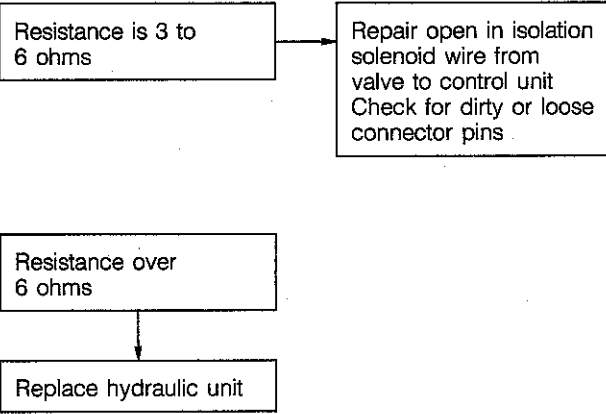 Resistance is 3 to
6 ohms
Repair open in isolation
solenoid wire from
valve to control unit
Check for dirty or loose
connector pins
Resistance over
6 ohms
Replace hydraulic unit